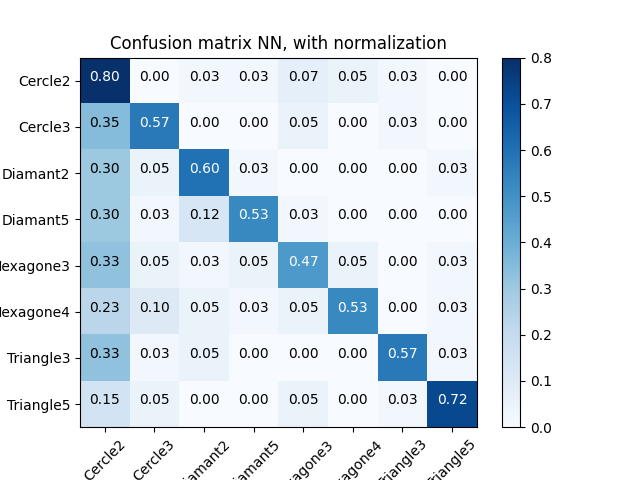 Confusion matrix NN, with normalization
Cercle2 0.80 0.00 0.03 0.03 0.07 0.05 0.03 0.00
Cercle3 0.35 0.57 0.00 0.00 0.05 0.00 0.03 0.00
Diamant2 0.30 0.05 0.60 0.03 0.00 0.00 0.00 0.03
Diamant5 0.30 0.03 0.12 0.53 0.03 0.00 0.00 0.00
exagone3 0.33 0.05 0.03 0.05 0.47 0.05 0.00 0.03
exagone4 0.23 0.10 0.05 0.03 0.05 0.53 0.00 0.03
Triangle3 0.33 0.03 0.05 0.00 0.00 0.00 0.57 0.03
Triangle5 0.15 0.05 0.00 0.00 0.05 0.00 0.03 0.72
Cercle2 Cercle3 iamant2 iamant5 xagone3 xagone4 Triangle3 Triangle5
0.8
0.7
0.6
0.5
0.4
0.3
0.2
0.1
0.0